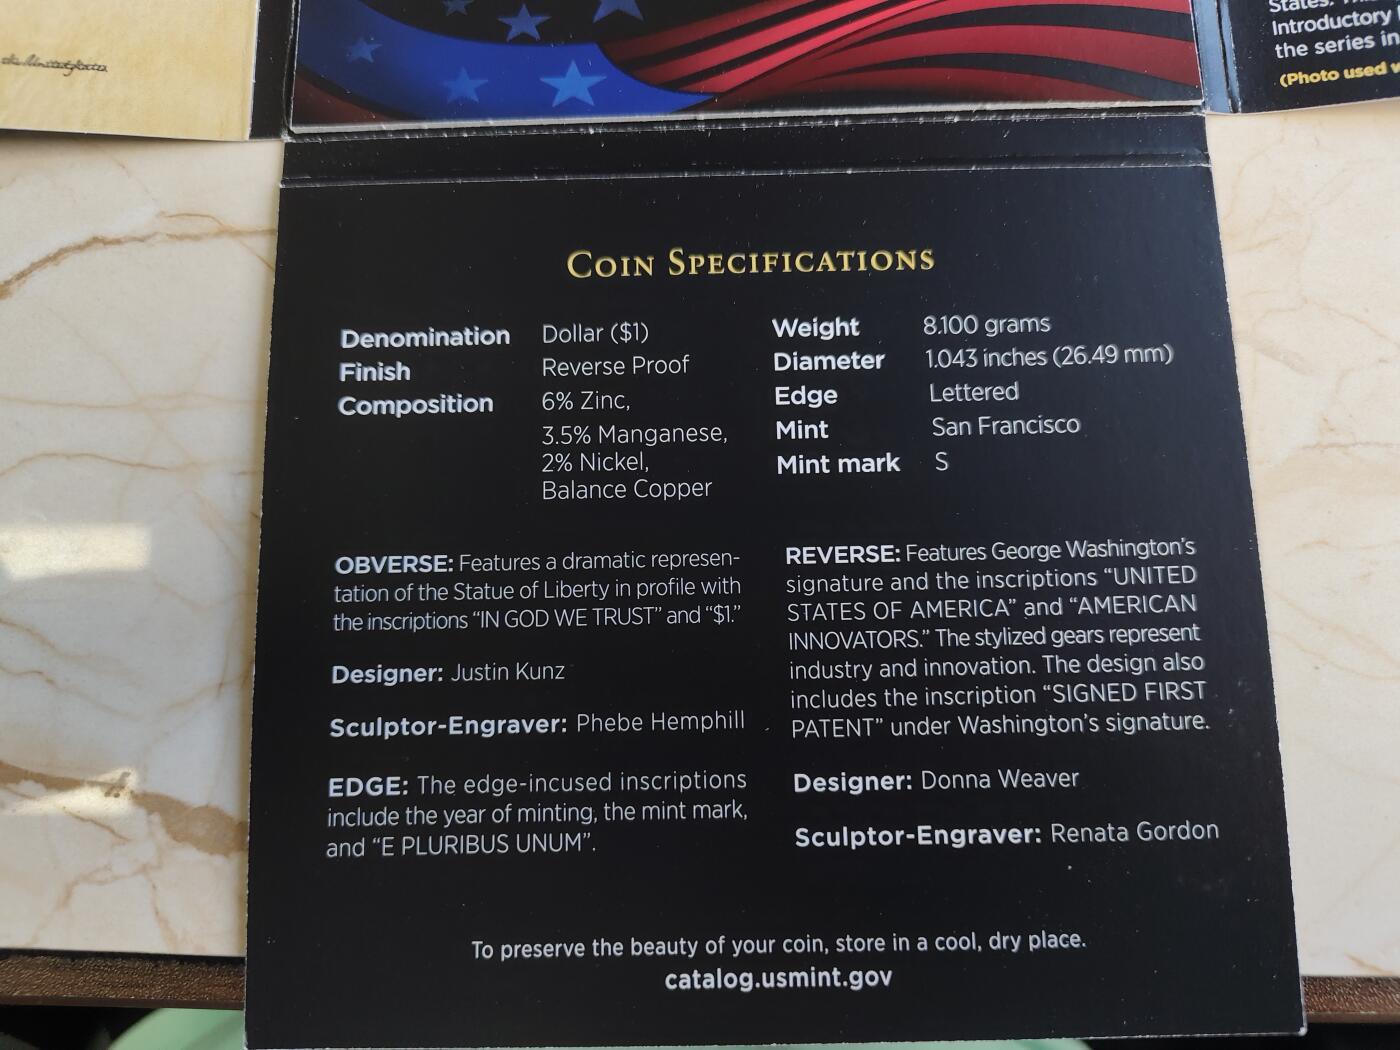 the United States
States. Th
Introductory
the series in
(Photo used w
COIN SPECIFICATIONS
Denomination Dollar ($1)
Finish Reverse Proof
Composition 6% Zinc,
3.5% Manganese,
2% Nickel,
Balance Copper
Weight 8.100 grams
Diameter 1.043 inches (26.49 mm)
Edge Lettered
Mint San Francisco
Mint mark S
OBVERSE: Features a dramatic represen-
tation of the Statue of Liberty in profile with
the inscriptions “IN GOD WE TRUST” and “$1.”
Designer: Justin Kunz
Sculptor-Engraver: Phebe Hemphill
EDGE: The edge-incused inscriptions
include the year of minting, the mint mark,
and “E PLURIBUS UNUM”.
REVERSE: Features George Washington’s
signature and the inscriptions “UNITED
STATES OF AMERICA” and “AMERICAN
INNOVATORS.” The stylized gears represent
industry and innovation. The design also
includes the inscription “SIGNED FIRST
PATENT” under Washington’s signature.
Designer: Donna Weaver
Sculptor-Engraver: Renata Gordon
To preserve the beauty of your coin, store in a cool, dry place.
catalog.usmint.gov